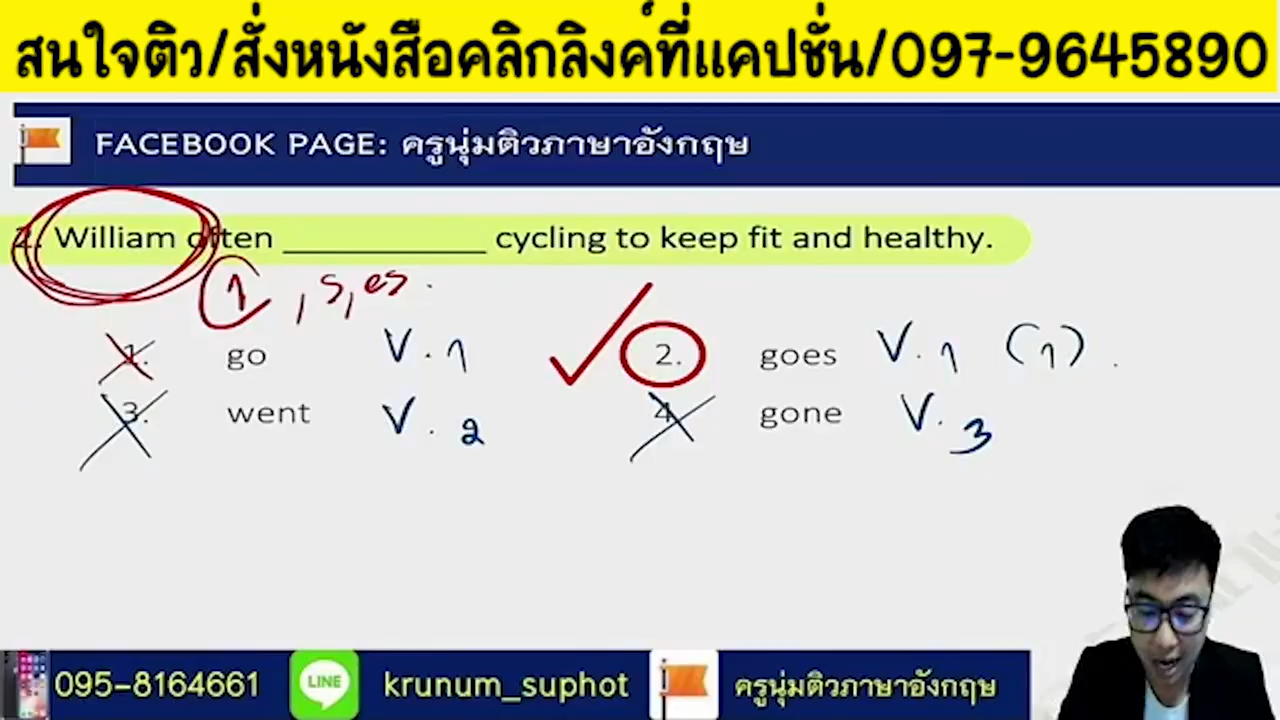 สนใจติว/สั่งหนังสือคลิกลิงค์ที่แคปชั่น/097-9645890
FACEBOOK PAGE: ครูนุ่มติวภาษาอังกฤษ
2. William often ____________ cycling to keep fit and healthy.
1 , s, es.
1. go V. 1 2. goes V. 1 (1).
3. went V. 2 4. gone V. 3
095-8164661 LINE krunum_suphot ครูนุ่มติวภาษาอังกฤษ